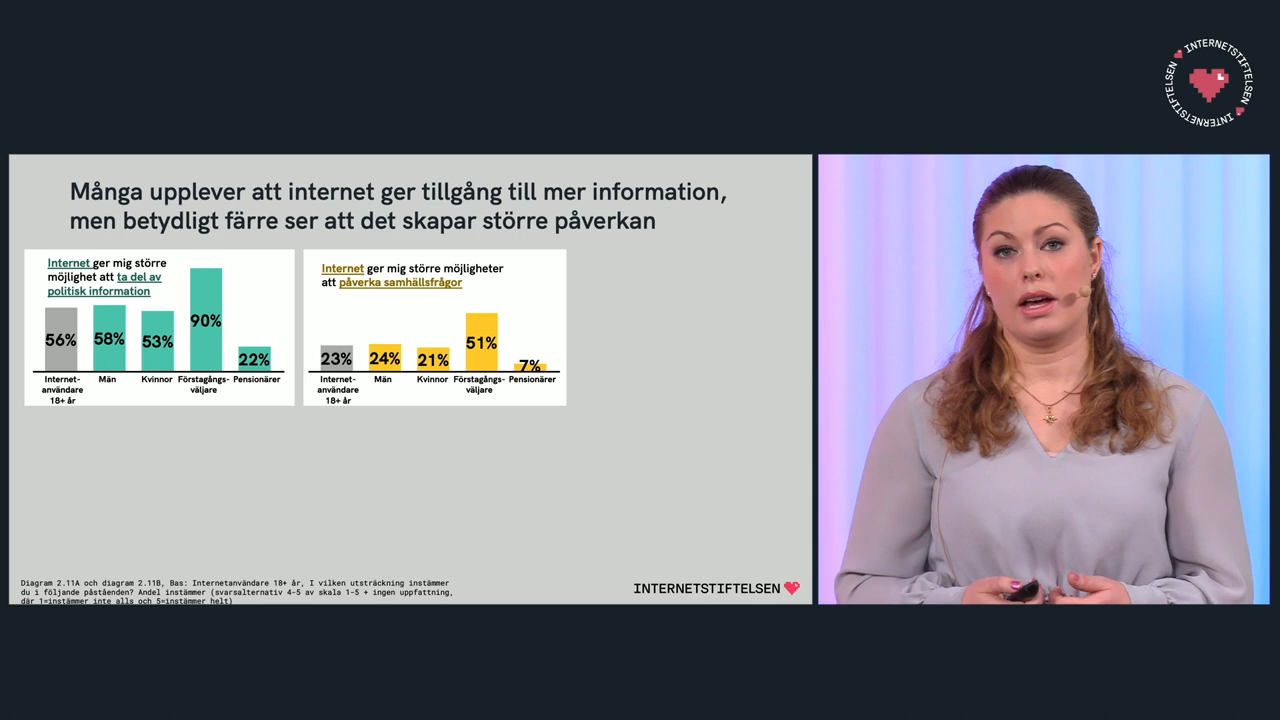 INTERNETSTIFTELSEN
INTERNETSTIFTELSEN
Många upplever att internet ger tillgång till mer information,
men betydligt färre ser att det skapar större påverkan
Internet ger mig större
möjlighet att ta del av
politisk information
56%
58%
53%
90%
22%
Internet-
användare
18+ år
Män
Kvinnor
Förstagångs-
väljare
Pensionärer
Internet ger mig större möjligheter
att påverka samhällsfrågor
23%
24%
21%
51%
7%
Internet-
användare
18+ år
Män
Kvinnor
Förstagångs-
väljare
Pensionärer
Diagram 2.11A och diagram 2.11B, Bas: Internetanvändare 18+ år, I vilken utsträckning instämmer
du i följande påstånden? Andel instämmer (svarsalternativ 4-5 av skala 1-5 + ingen uppfattning,
där 1=instämmer inte alls och 5=instämmer helt)
INTERNETSTIFTELSEN